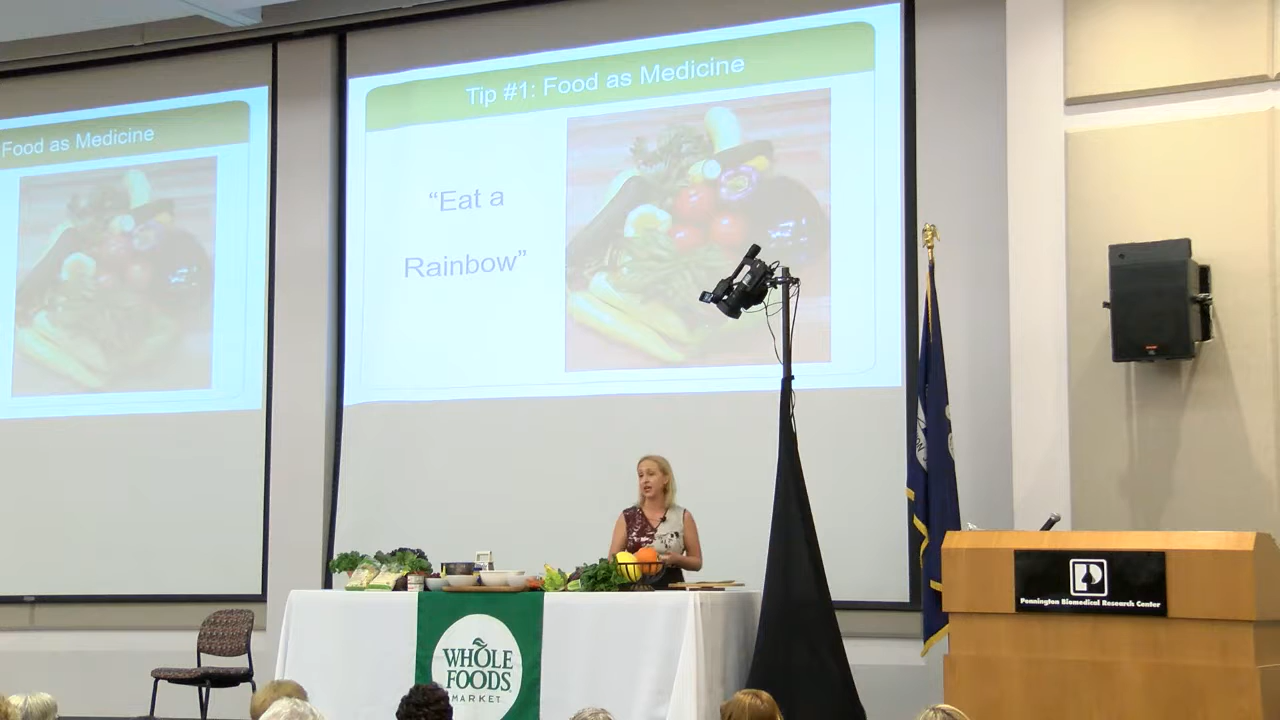 Food as Medicine
Tip #1: Food as Medicine
“Eat a
Rainbow”
WHOLE
FOODS
MARKET
Pennington Biomedical Research Center